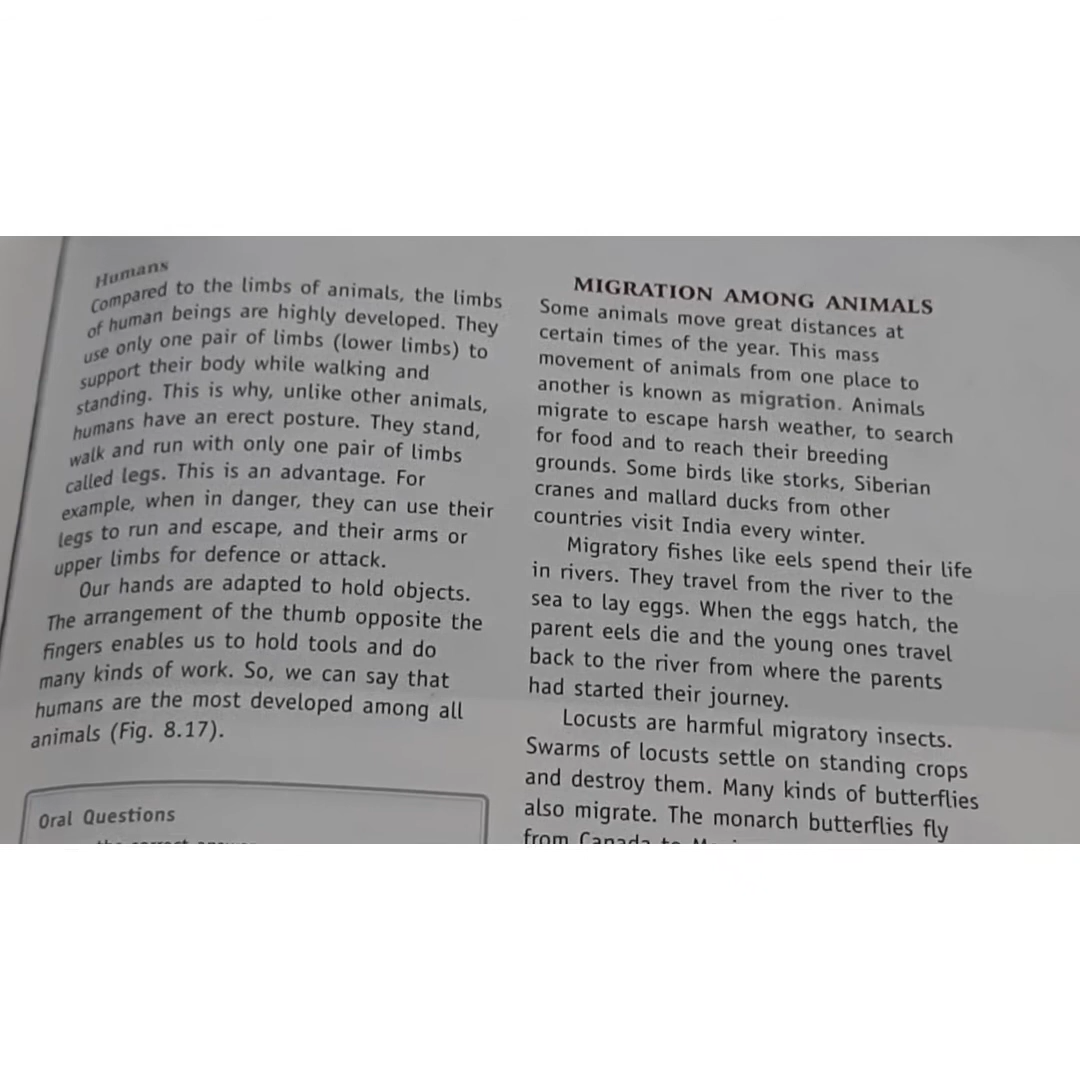 Humans
Compared to the limbs of animals, the limbs
of human beings are highly developed. They
use only one pair of limbs (lower limbs) to
support their body while walking and
standing. This is why, unlike other animals,
humans have an erect posture. They stand,
walk and run with only one pair of limbs
called legs. This is an advantage. For
example, when in danger, they can use their
legs to run and escape, and their arms or
upper limbs for defence or attack.
Our hands are adapted to hold objects.
The arrangement of the thumb opposite the
fingers enables us to hold tools and do
many kinds of work. So, we can say that
humans are the most developed among all
animals (Fig. 8.17).
Oral Questions
MIGRATION AMONG ANIMALS
Some animals move great distances at
certain times of the year. This mass
movement of animals from one place to
another is known as migration. Animals
migrate to escape harsh weather, to search
for food and to reach their breeding
grounds. Some birds like storks, Siberian
cranes and mallard ducks from other
countries visit India every winter.
Migratory fishes like eels spend their life
in rivers. They travel from the river to the
sea to lay eggs. When the eggs hatch, the
parent eels die and the young ones travel
back to the river from where the parents
had started their journey.
Locusts are harmful migratory insects.
Swarms of locusts settle on standing crops
and destroy them. Many kinds of butterflies
also migrate. The monarch butterflies fly
from Canada to